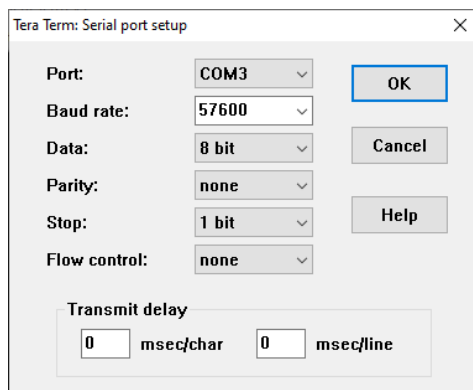 Tera Term: Serial port setup
Port: COM3 OK
Baud rate: 57600
Data: 8 bit Cancel
Parity: none
Stop: 1 bit Help
Flow control: none
Transmit delay
0 msec/char 0 msec/line